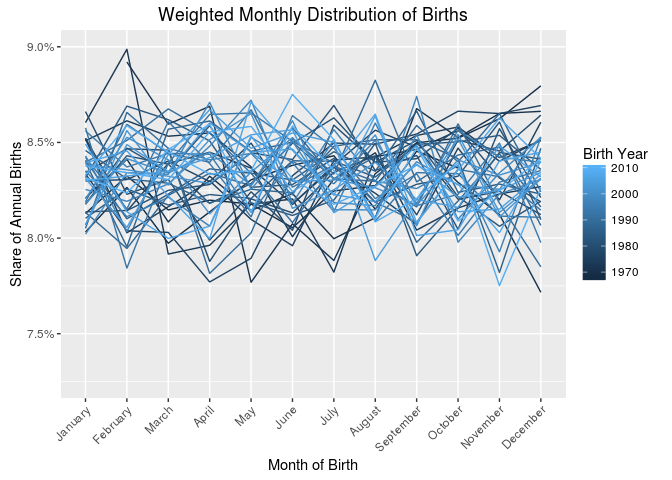 Weighted Monthly Distribution of Births
9.0%
8.5%
8.0%
7.5%
Share of Annual Births
January
February
March
April
May
June
July
August
September
October
November
December
Month of Birth
Birth Year
2010
2000
1990
1980
1970